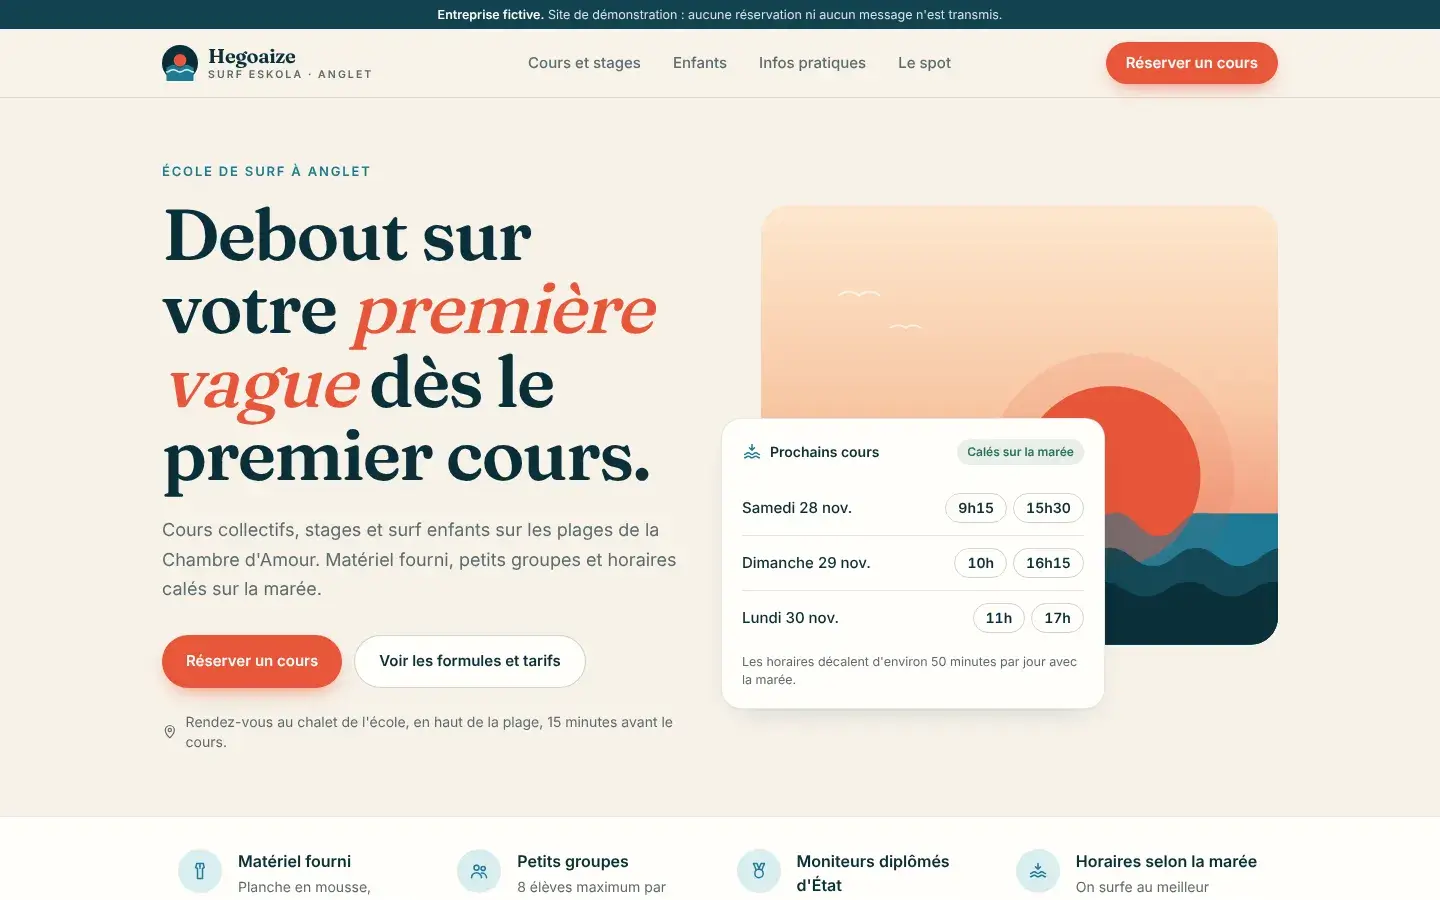 Entreprise fictive. Site de démonstration : aucune réservation ni aucun message n'est transmis.
Hegoaize
SURF ESKOLA · ANGLET
Cours et stages
Enfants
Infos pratiques
Le spot
Réserver un cours
ÉCOLE DE SURF À ANGLET
Debout sur
votre première
vague dès le
premier cours.
Cours collectifs, stages et surf enfants sur les plages de la
Chambre d'Amour. Matériel fourni, petits groupes et horaires
calés sur la marée.
Réserver un cours
Voir les formules et tarifs
Rendez-vous au chalet de l'école, en haut de la plage, 15 minutes avant le
cours.
Prochains cours
Calés sur la marée
Samedi 28 nov.
9h15
15h30
Dimanche 29 nov.
10h
16h15
Lundi 30 nov.
11h
17h
Les horaires décalent d'environ 50 minutes par jour avec
la marée.
Matériel fourni
Planche en mousse,
Petits groupes
8 élèves maximum par
Moniteurs diplômés
d'État
Horaires selon la marée
On surfe au meilleur